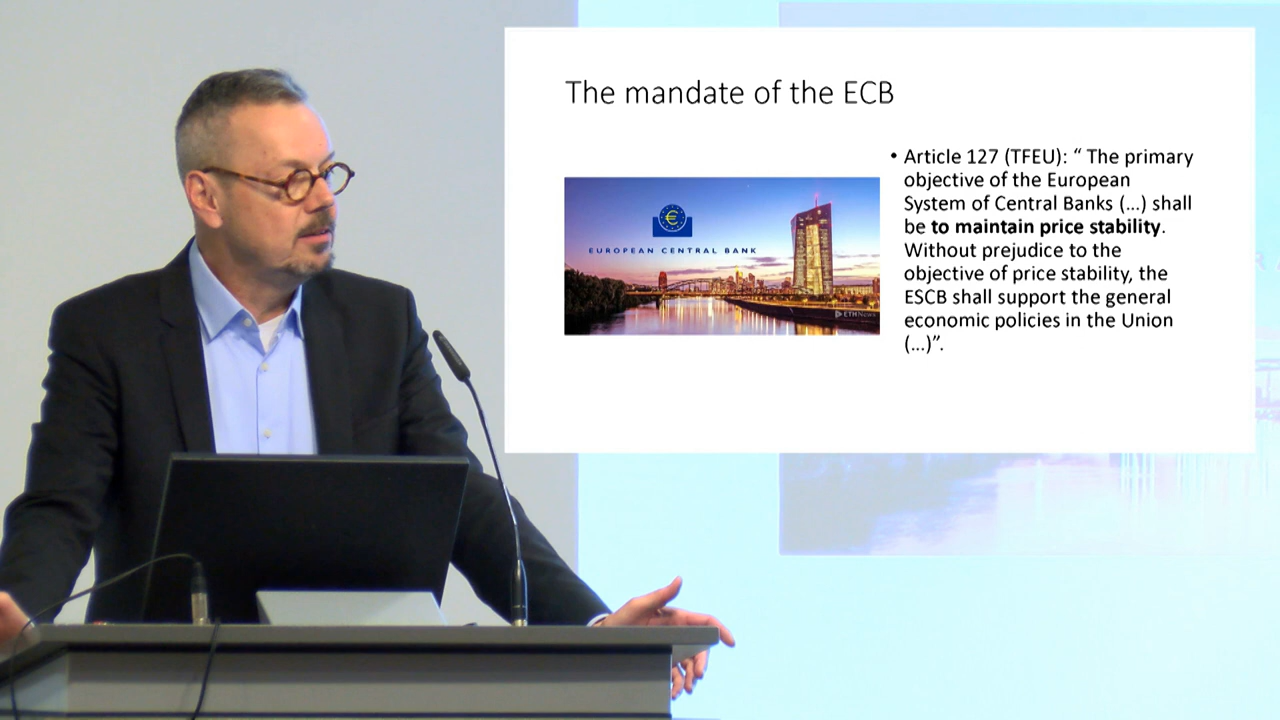 The mandate of the ECB
EUROPEAN CENTRAL BANK
ETHNews
• Article 127 (TFEU): “ The primary
objective of the European
System of Central Banks (...) shall
be to maintain price stability.
Without prejudice to the
objective of price stability, the
ESCB shall support the general
economic policies in the Union
(...)”.